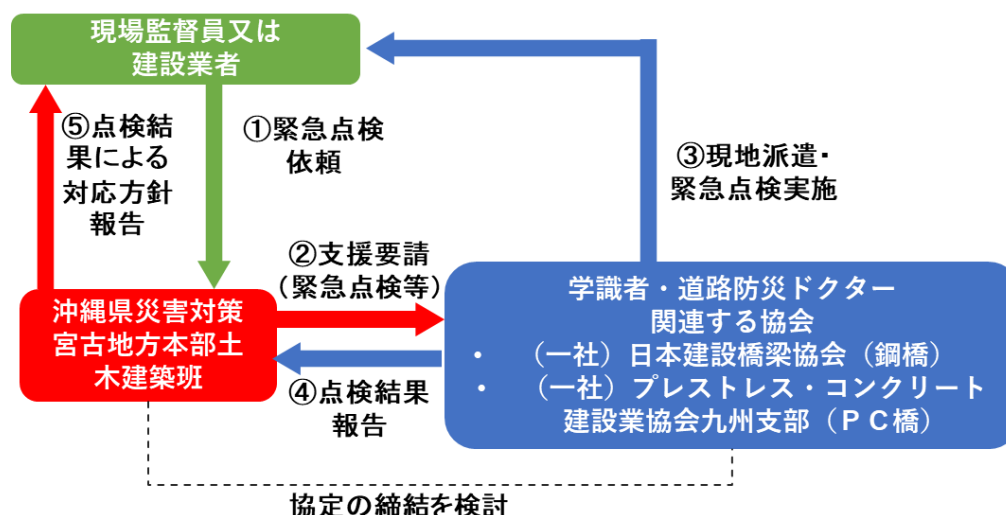 現場監督員又は
建設業者
⑤点検結
果による
対応方針
報告
①緊急点検
依頼
③現地派遣・
緊急点検実施
②支援要請
（緊急点検等）
沖縄県災害対策
宮古地方本部土
木建築班
学識者・道路防災ドクター
関連する協会
・ （一社）日本建設橋梁協会（鋼橋）
・ （一社）プレストレス・コンクリート
建設業協会九州支部（ＰＣ橋）
④点検結果
報告
協定の締結を検討